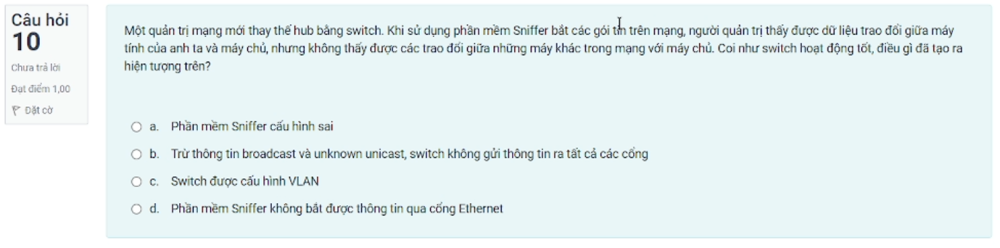 Câu hỏi
10
Chưa trả lời
Đạt điểm 1,00
Đặt cờ
Một quản trị mạng mới thay thế hub bằng switch. Khi sử dụng phần mềm Sniffer bắt các gói tin trên mạng, người quản trị thấy được dữ liệu trao đổi giữa máy
tính của anh ta và máy chủ, nhưng không thấy được các trao đổi giữa những máy khác trong mạng với máy chủ. Coi như switch hoạt động tốt, điều gì đã tạo ra
hiện tượng trên?
a. Phần mềm Sniffer cấu hình sai
b. Trừ thông tin broadcast và unknown unicast, switch không gửi thông tin ra tất cả các cổng
c. Switch được cấu hình VLAN
d. Phần mềm Sniffer không bắt được thông tin qua cổng Ethernet